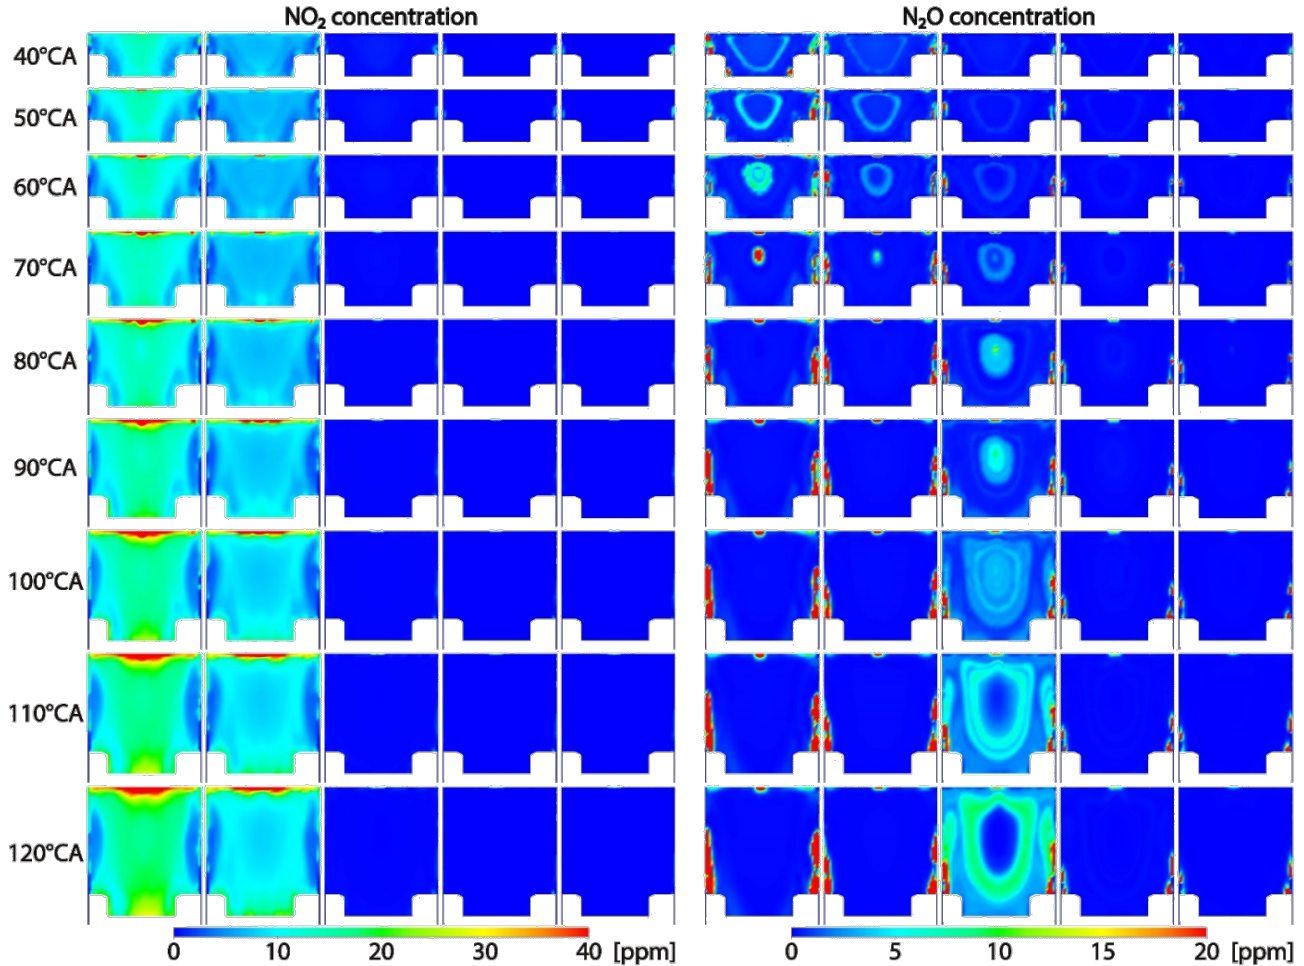 NO₂ concentration
N₂O concentration
40°CA
50°CA
60°CA
70°CA
80°CA
90°CA
100°CA
110°CA
120°CA
0 10 20 30 40 [ppm]
0 5 10 15 20 [ppm]